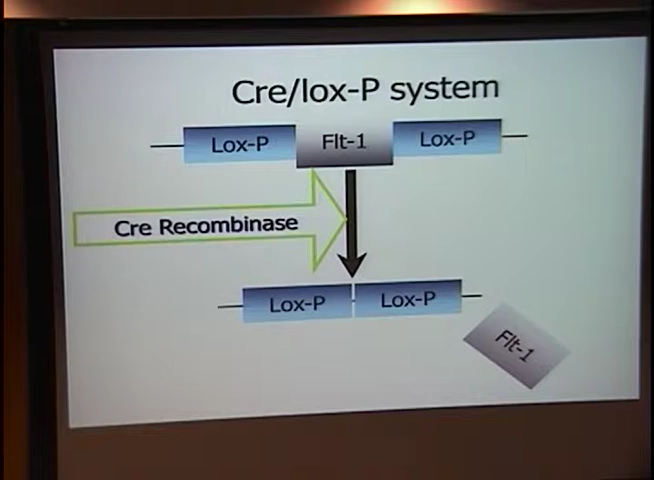 Cre/lox-P system
Lox-P Flt-1 Lox-P
Cre Recombinase
Lox-P Lox-P
Flt-1